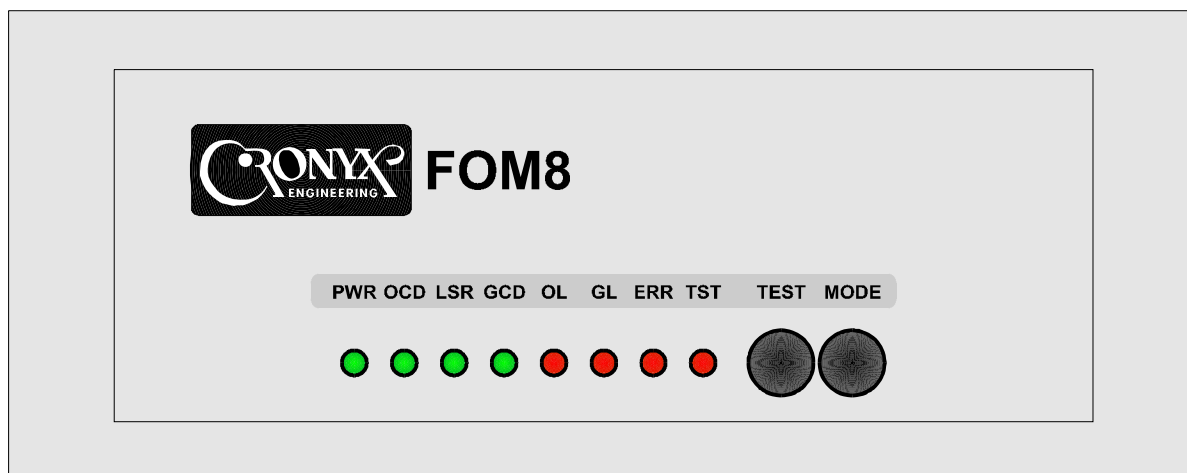 CRONYX
ENGINEERING
FOM8
PWR OCD LSR GCD OL GL ERR TST TEST MODE